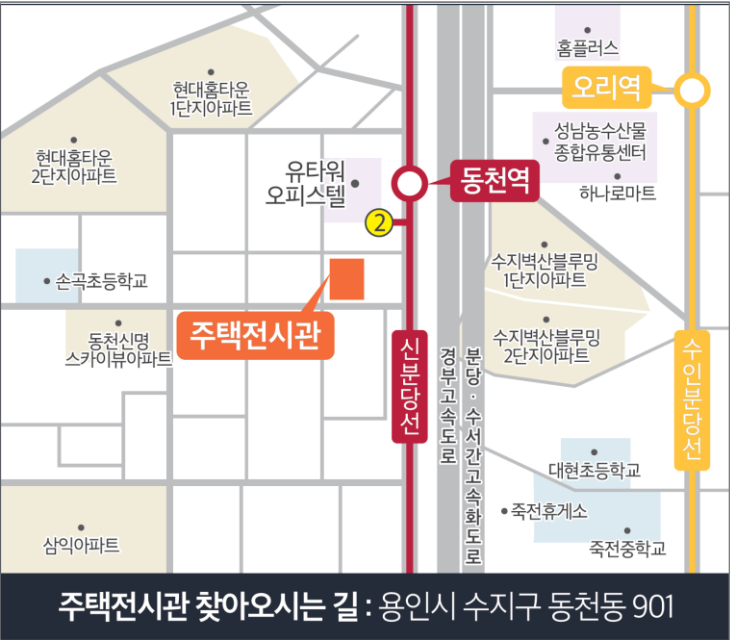 홈플러스
오리역
현대홈타운
1단지아파트
성남농수산물
종합유통센터
현대홈타운
2단지아파트
유타워
오피스텔
동천역
하나로마트
2
수지벽산블루밍
1단지아파트
손곡초등학교
주택전시관
동천신명
스카이뷰아파트
수지벽산블루밍
2단지아파트
신분당선
경부고속도로
분당·수서간고속화도로
수인분당선
대현초등학교
죽전휴게소
삼익아파트
죽전중학교
주택전시관 찾아오시는 길 : 용인시 수지구 동천동 901